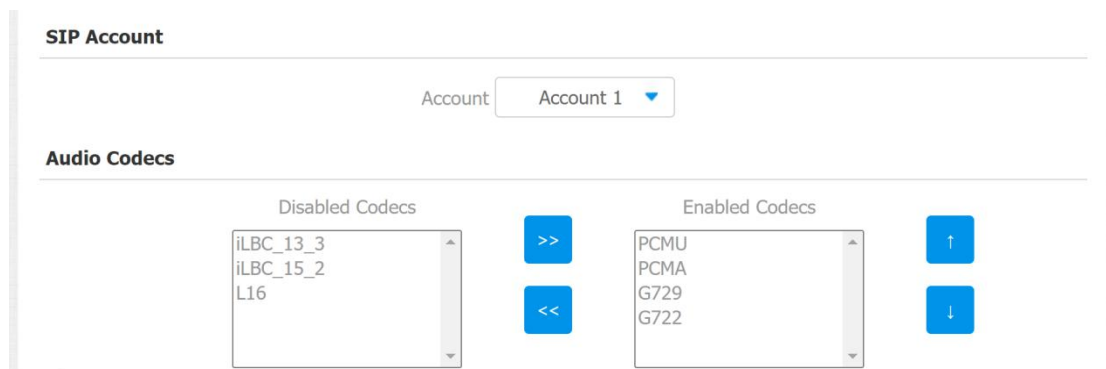 SIP Account
Account Account 1
Audio Codecs
Disabled Codecs Enabled Codecs
iLBC_13_3
iLBC_15_2
L16
>>
<<
PCMU
PCMA
G729
G722
↑
↓